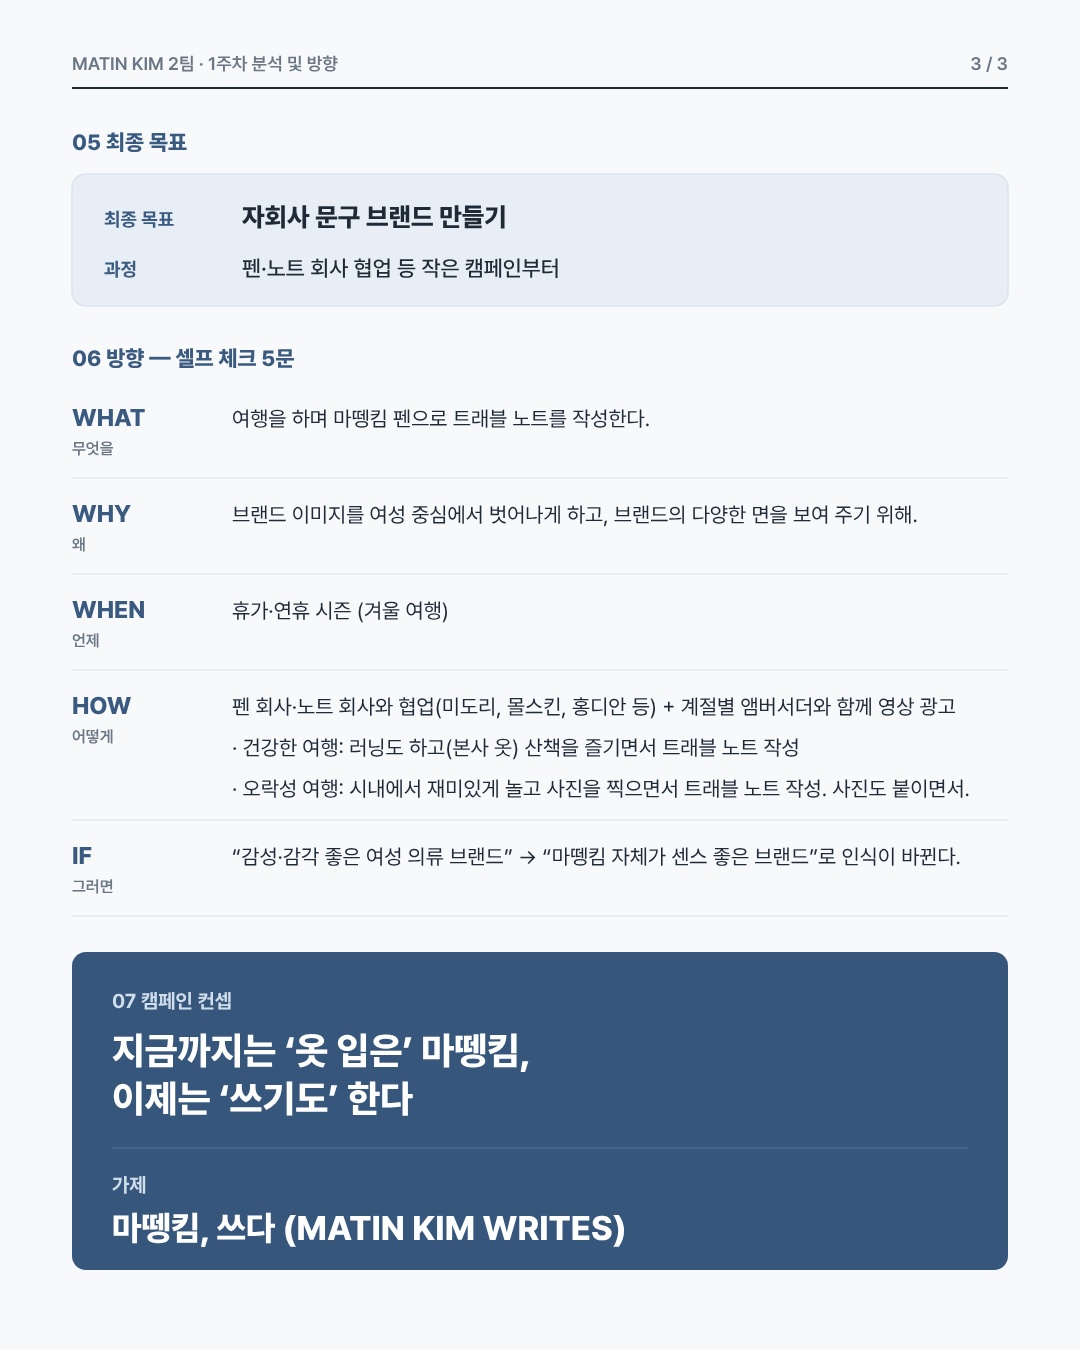 MATIN KIM 2팀 · 1주차 분석 및 방향
3 / 3
05 최종 목표
최종 목표 자회사 문구 브랜드 만들기
과정 펜·노트 회사 협업 등 작은 캠페인부터
06 방향 — 셀프 체크 5문
WHAT 여행을 하며 마뗑킴 펜으로 트래블 노트를 작성한다.
무엇을
WHY 브랜드 이미지를 여성 중심에서 벗어나게 하고, 브랜드의 다양한 면을 보여 주기 위해.
왜
WHEN 휴가·연휴 시즌 (겨울 여행)
언제
HOW 펜 회사·노트 회사와 협업(미도리, 몰스킨, 홍디안 등) + 계절별 앰버서더와 함께 영상 광고
어떻게
· 건강한 여행: 러닝도 하고(본사 옷) 산책을 즐기면서 트래블 노트 작성
· 오락성 여행: 시내에서 재미있게 놀고 사진을 찍으면서 트래블 노트 작성. 사진도 붙이면서.
IF “감성·감각 좋은 여성 의류 브랜드” → “마뗑킴 자체가 센스 좋은 브랜드”로 인식이 바뀐다.
그러면
07 캠페인 컨셉
지금까지는 ‘옷 입은’ 마뗑킴,
이제는 ‘쓰기도’ 한다
가제
마뗑킴, 쓰다 (MATIN KIM WRITES)